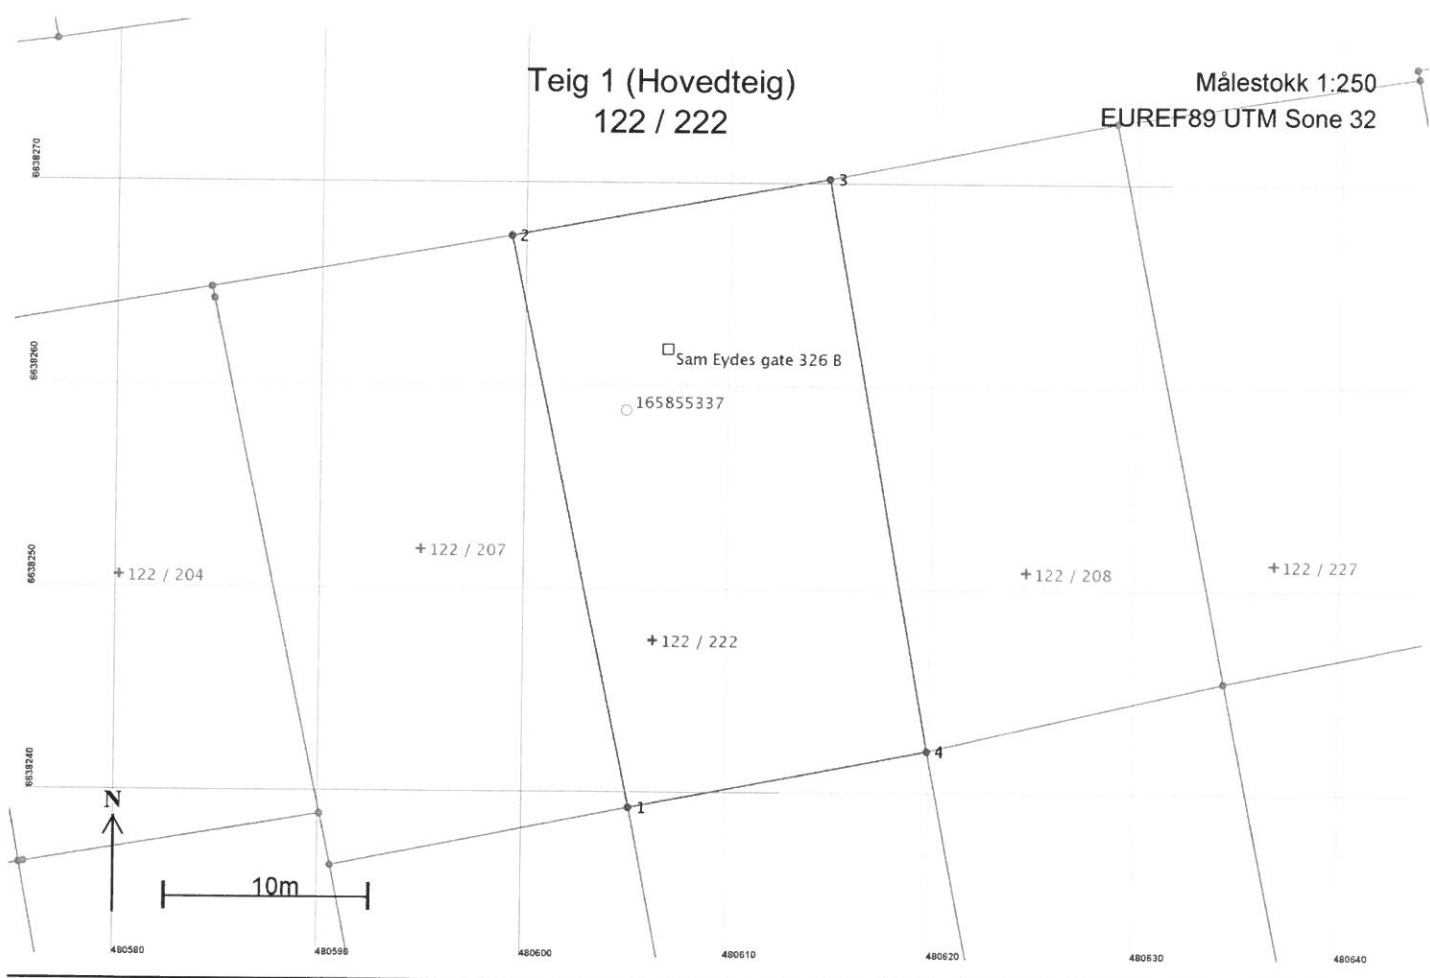 Teig 1 (Hovedteig)
122 / 222
Målestokk 1:250
EUREF89 UTM Sone 32
6638270
3
2
6638260
Sam Eydes gate 326 B
165855337
6638250
122 / 204
122 / 207
122 / 208
122 / 227
122 / 222
6638240
4
N
1
10m
480580
480590
480600
480610
480620
480630
480640